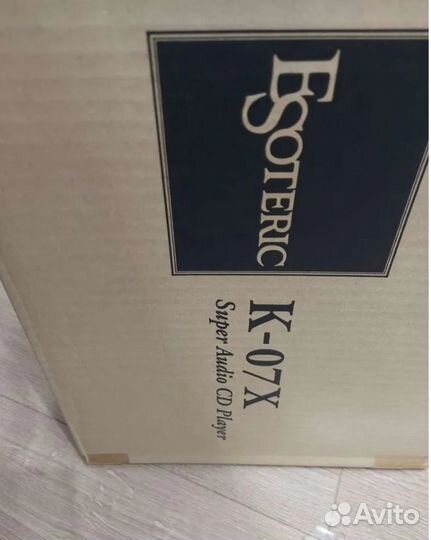 ESOTERIC
K-07X
Super Audio CD Player
Avito